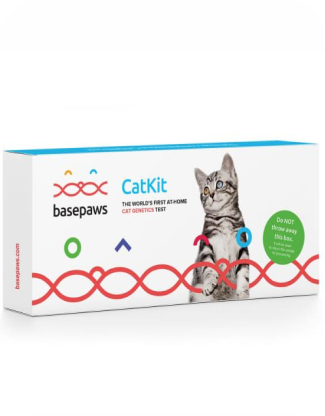 CatKit
THE WORLD'S FIRST AT-HOME
CAT GENETICS TEST
basepaws
Do NOT
throw away
this box.
basepaws.com